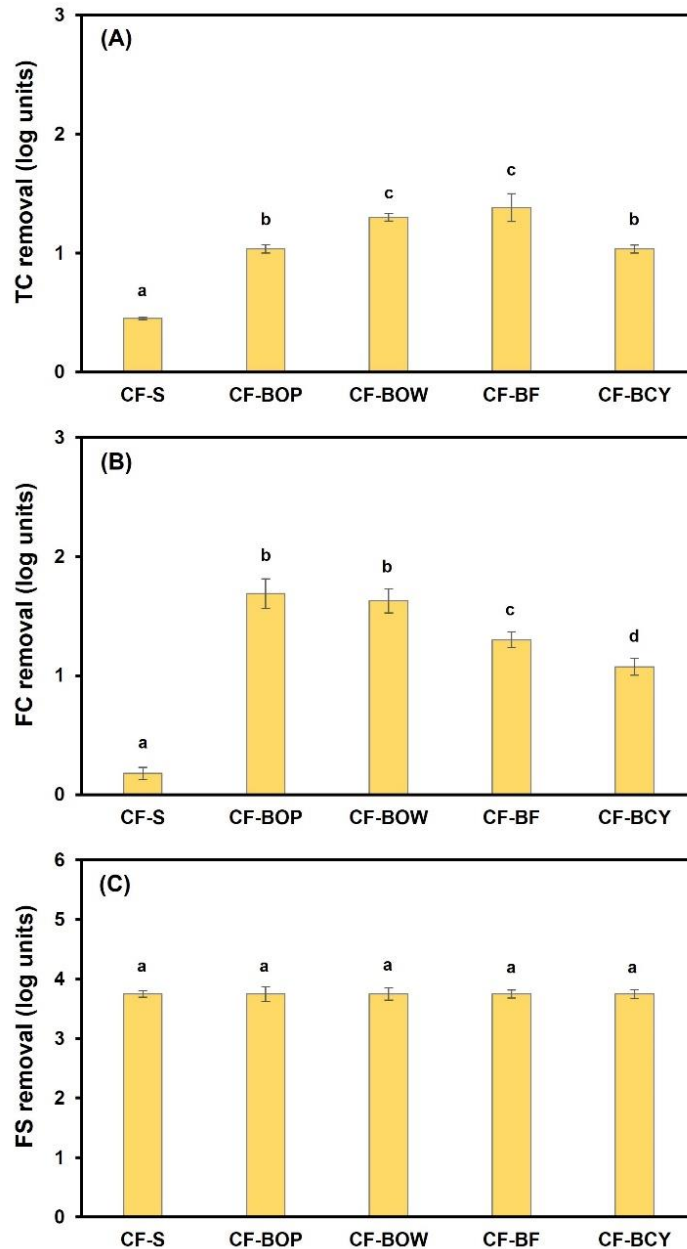 (A)
TC removal (log units)
3
2
1
0
a
b
c
c
b
CF-S CF-BOP CF-BOW CF-BF CF-BCY
(B)
FC removal (log units)
3
2
1
0
a
b
b
c
d
CF-S CF-BOP CF-BOW CF-BF CF-BCY
(C)
FS removal (log units)
6
5
4
3
2
1
0
a a a a a
CF-S CF-BOP CF-BOW CF-BF CF-BCY